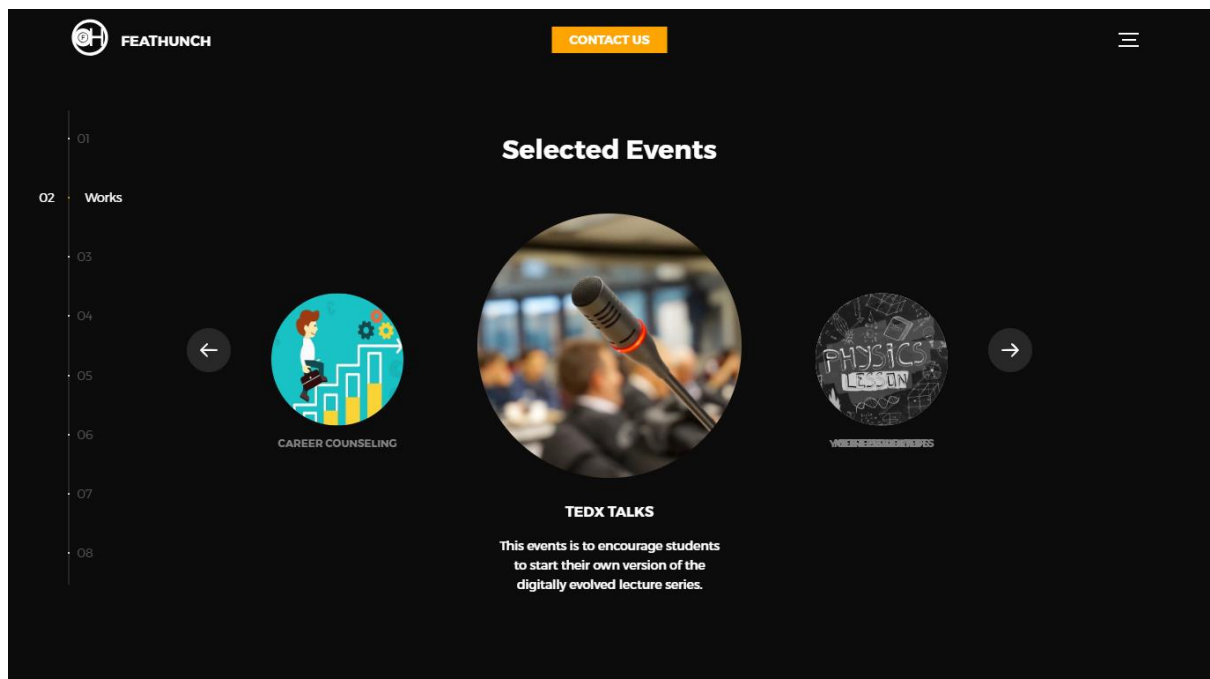 FEATHUNCH
CONTACT US
01
Selected Events
02 Works
03
04
05
06
07
08
PHYSICS
LESSON
CAREER COUNSELING
TEDX TALKS
This events is to encourage students
to start their own version of the
digitally evolved lecture series.